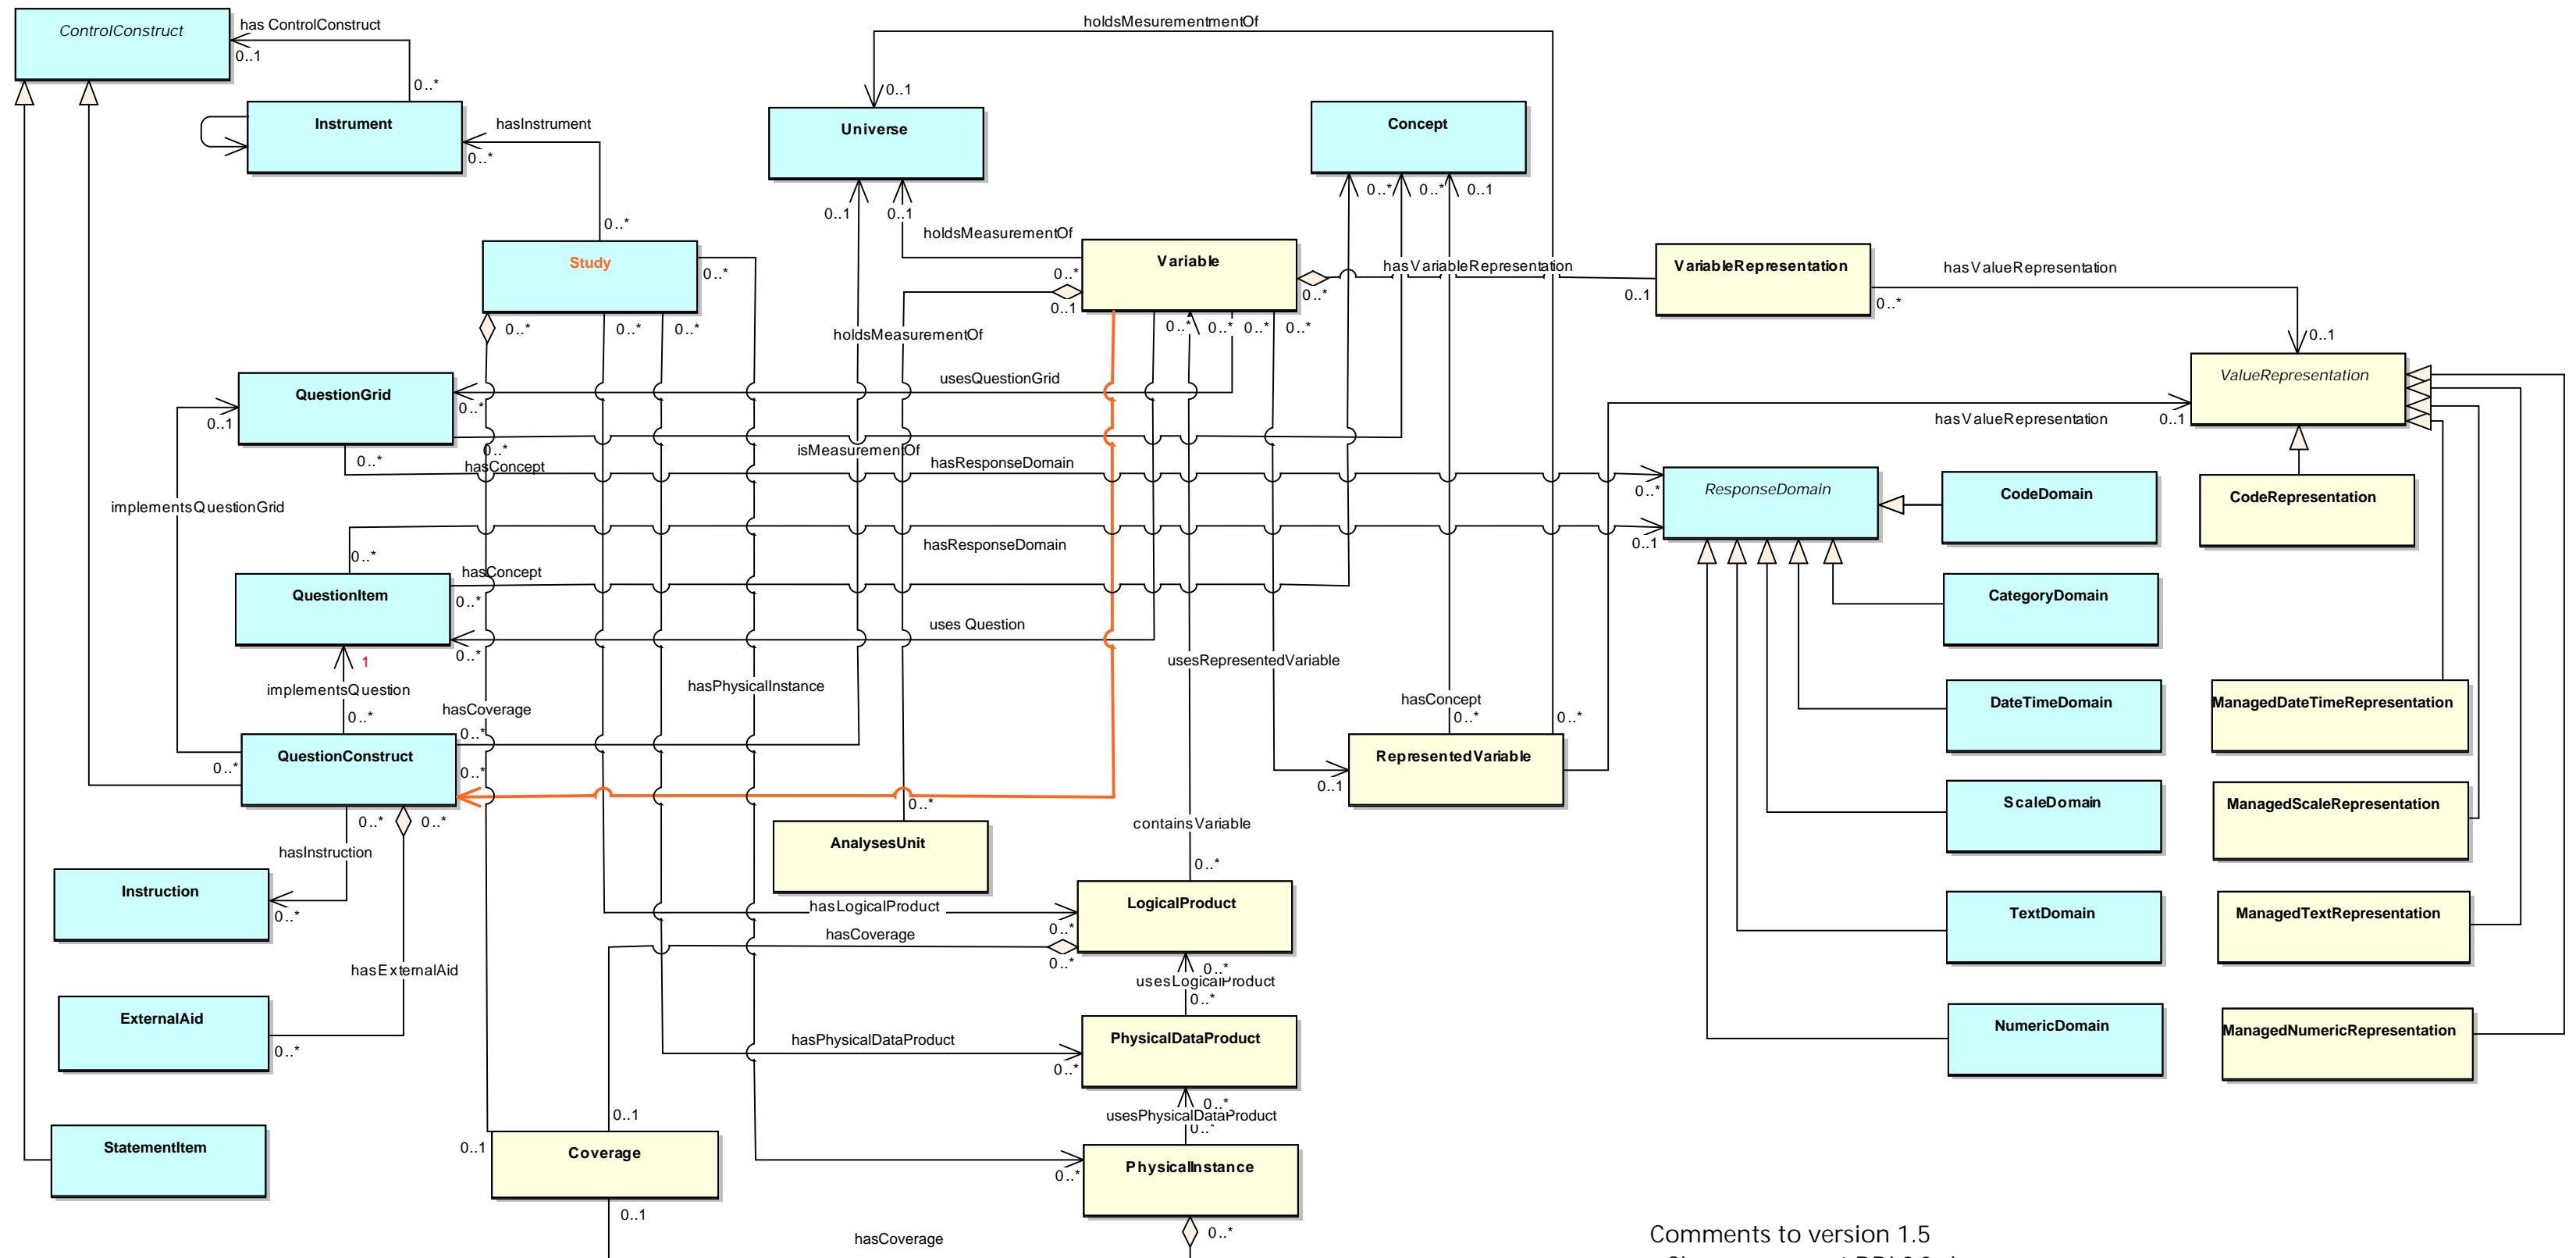 holdsMesurementmentOf
has ControlConstruct
ControlConstruct
0..1
0..*
0..1
Instrument
hasInstrument
Universe
Concept
0..*
0..*
0..*
0..1
0..1
0..1
0..*
holdsMeasurementOf
Study
0..*
0..*
Variable
hasVariableRepresentation
VariableRepresentation
hasValueRepresentation
0..1
0..*
0..1
0..*
0..*
0..*
0..*
0..*
0..*
0..*
0..*
holdsMeasurementOf
0..1
QuestionGrid
usesQuestionGrid
ValueRepresentation
0..*
0..1
hasValueRepresentation
0..1
0..*
isMeasurementOf
0..*
hasConcept
hasResponseDomain
0..*
ResponseDomain
CodeDomain
CodeRepresentation
implementsQuestionGrid
hasResponseDomain
0..1
0..*
hasConcept
QuestionItem
0..*
CategoryDomain
uses Question
0..*
1
usesRepresentedVariable
implementsQuestion
hasPhysicalInstance
hasConcept
hasCoverage
0..*
0..*
0..*
DateTimeDomain
ManagedDateTimeRepresentation
0..*
QuestionConstruct
RepresentedVariable
0..*
0..*
0..1
0..*
ScaleDomain
ManagedScaleRepresentation
0..*
0..*
containsVariable
AnalysesUnit
hasInstruction
0..*
Instruction
LogicalProduct
hasLogicalProduct
0..*
TextDomain
ManagedTextRepresentation
0..*
hasCoverage
0..*
hasExternalAid
0..*
usesLogicalProduct
0..*
ExternalAid
NumericDomain
ManagedNumericRepresentation
PhysicalDataProduct
hasPhysicalDataProduct
0..*
0..*
0..*
0..1
usesPhysicalDataProduct
0..*
StatementItem
0..1
Coverage
PhysicalInstance
0..*
0..1
0..*
hasCoverage
Comments to version 1.5